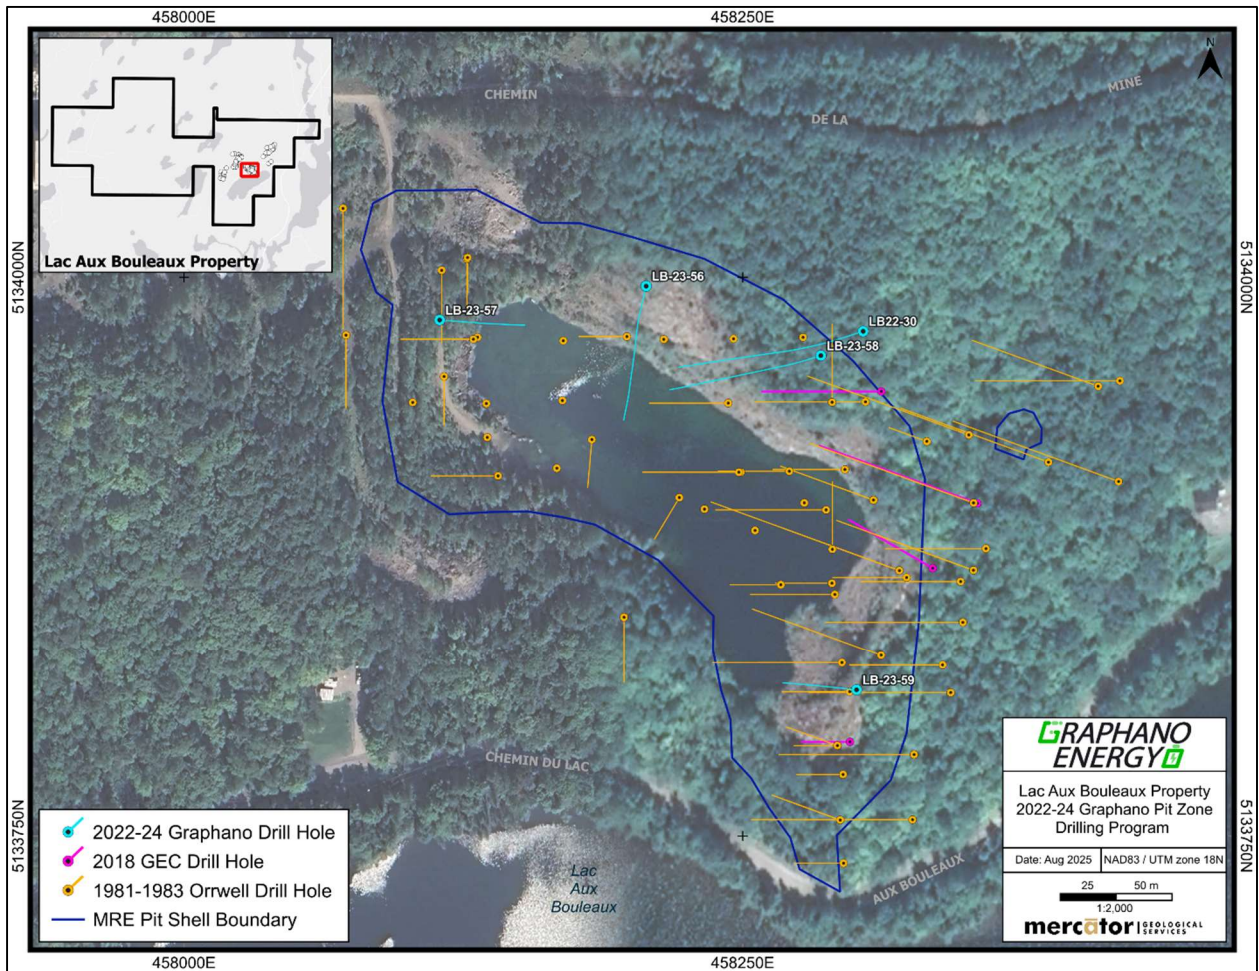 458000E
458250E
N
CHEMIN
DE LA
MINE
Lac Aux Bouleaux Property
5134000N
5134000N
LB-23-56
LB-23-57
LB22-30
LB-23-58
LB-23-59
5133750N
5133750N
CHEMIN DU LAC
AUX BOULEAUX
Lac
Aux
Bouleaux
2022-24 Graphano Drill Hole
2018 GEC Drill Hole
1981-1983 Orrwell Drill Hole
MRE Pit Shell Boundary
GRAPHANO
ENERGY
Lac Aux Bouleaux Property
2022-24 Graphano Pit Zone
Drilling Program
Date: Aug 2025
NAD83 / UTM zone 18N
25 50 m
1:2,000
mercator GEOLOGICAL
SERVICES
458000E
458250E